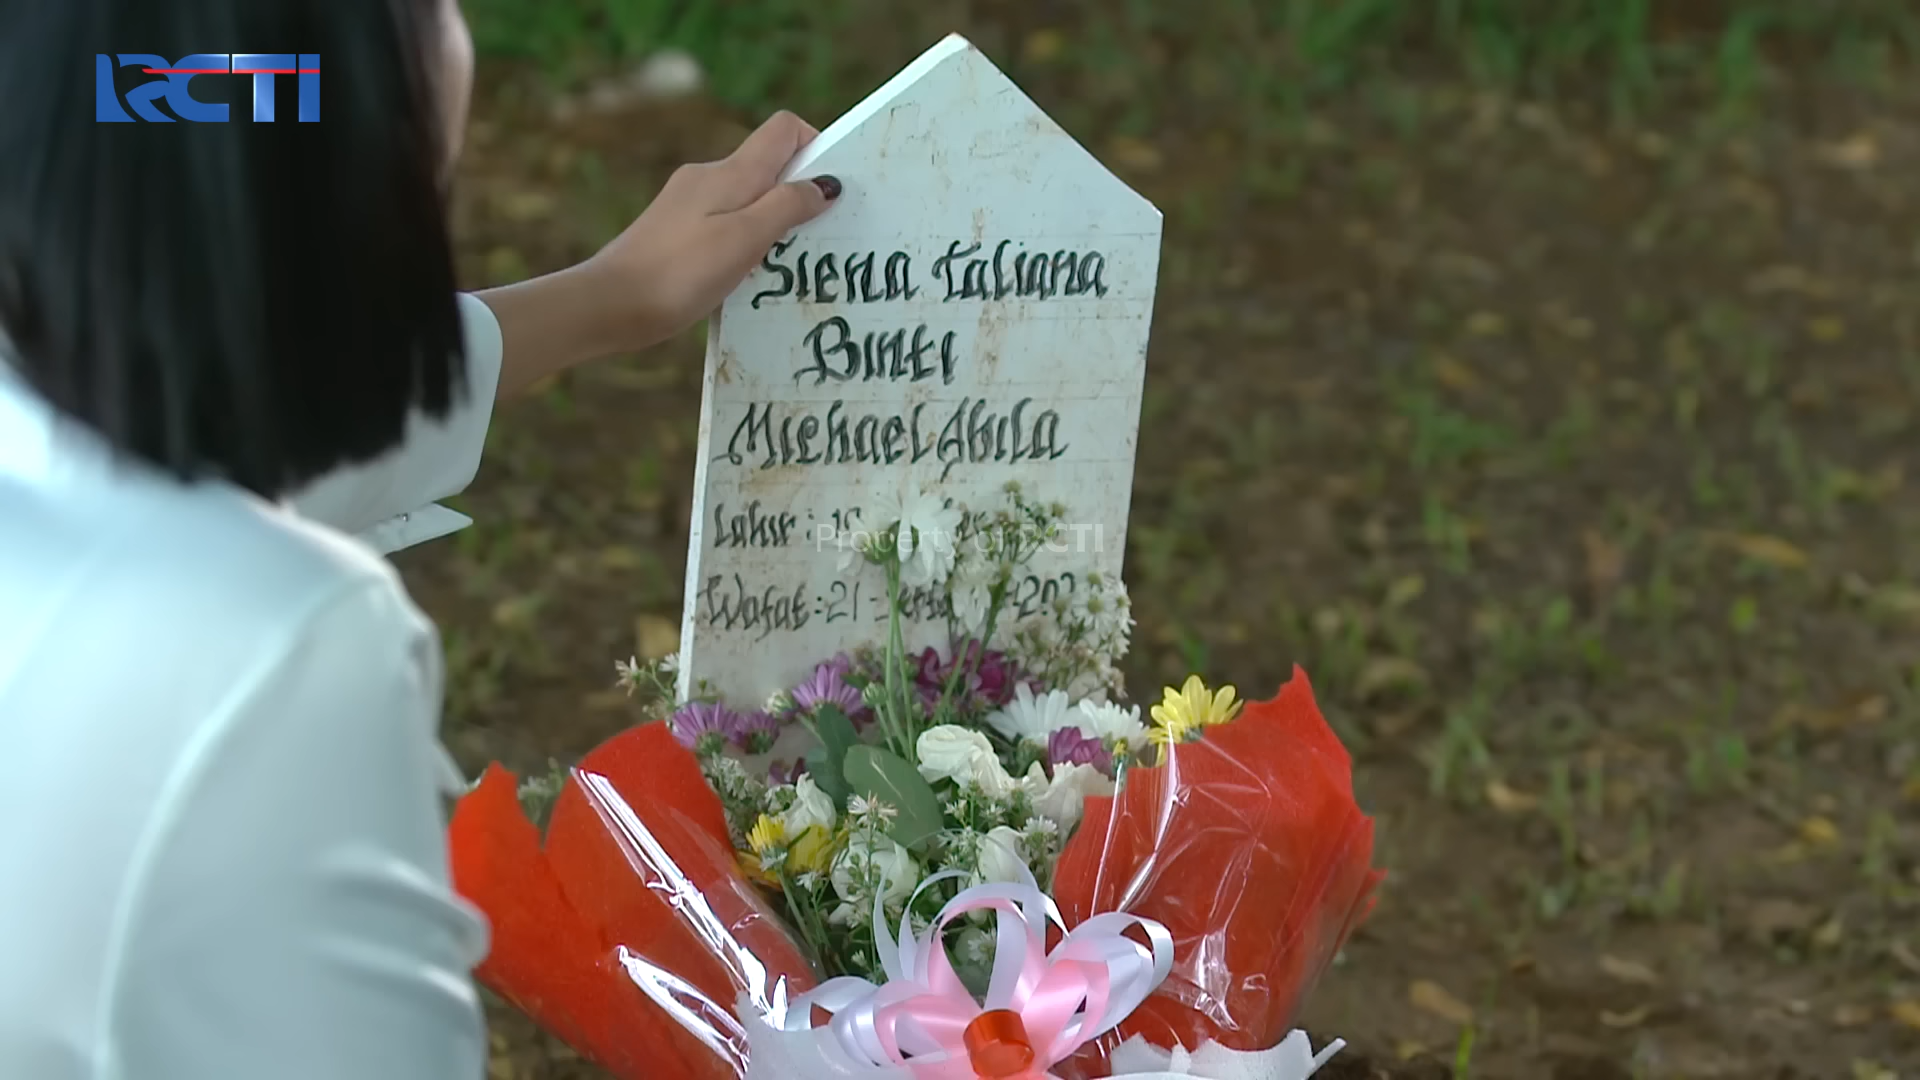 RCTI
Siena Taliana
Binti
Michael Abila
Lahir :
Property of RCTI
Wafat : 21 -